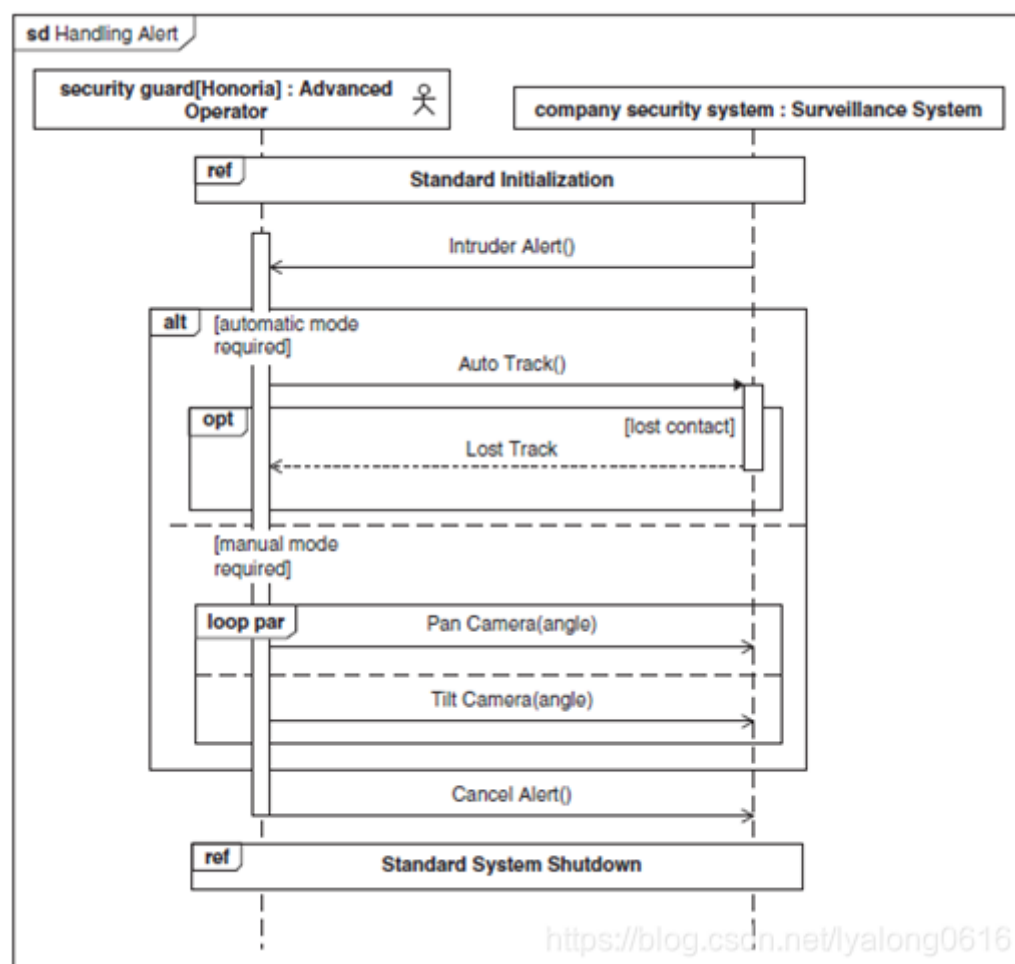 sd Handling Alert
security guard[Honoria] : Advanced
Operator
company security system : Surveillance System
ref
Standard Initialization
Intruder Alert()
alt
[automatic mode
required]
Auto Track()
opt
[lost contact]
Lost Track
[manual mode
required]
loop par
Pan Camera(angle)
Tilt Camera(angle)
Cancel Alert()
ref
Standard System Shutdown
https://blog.csdn.net/lyalong0616